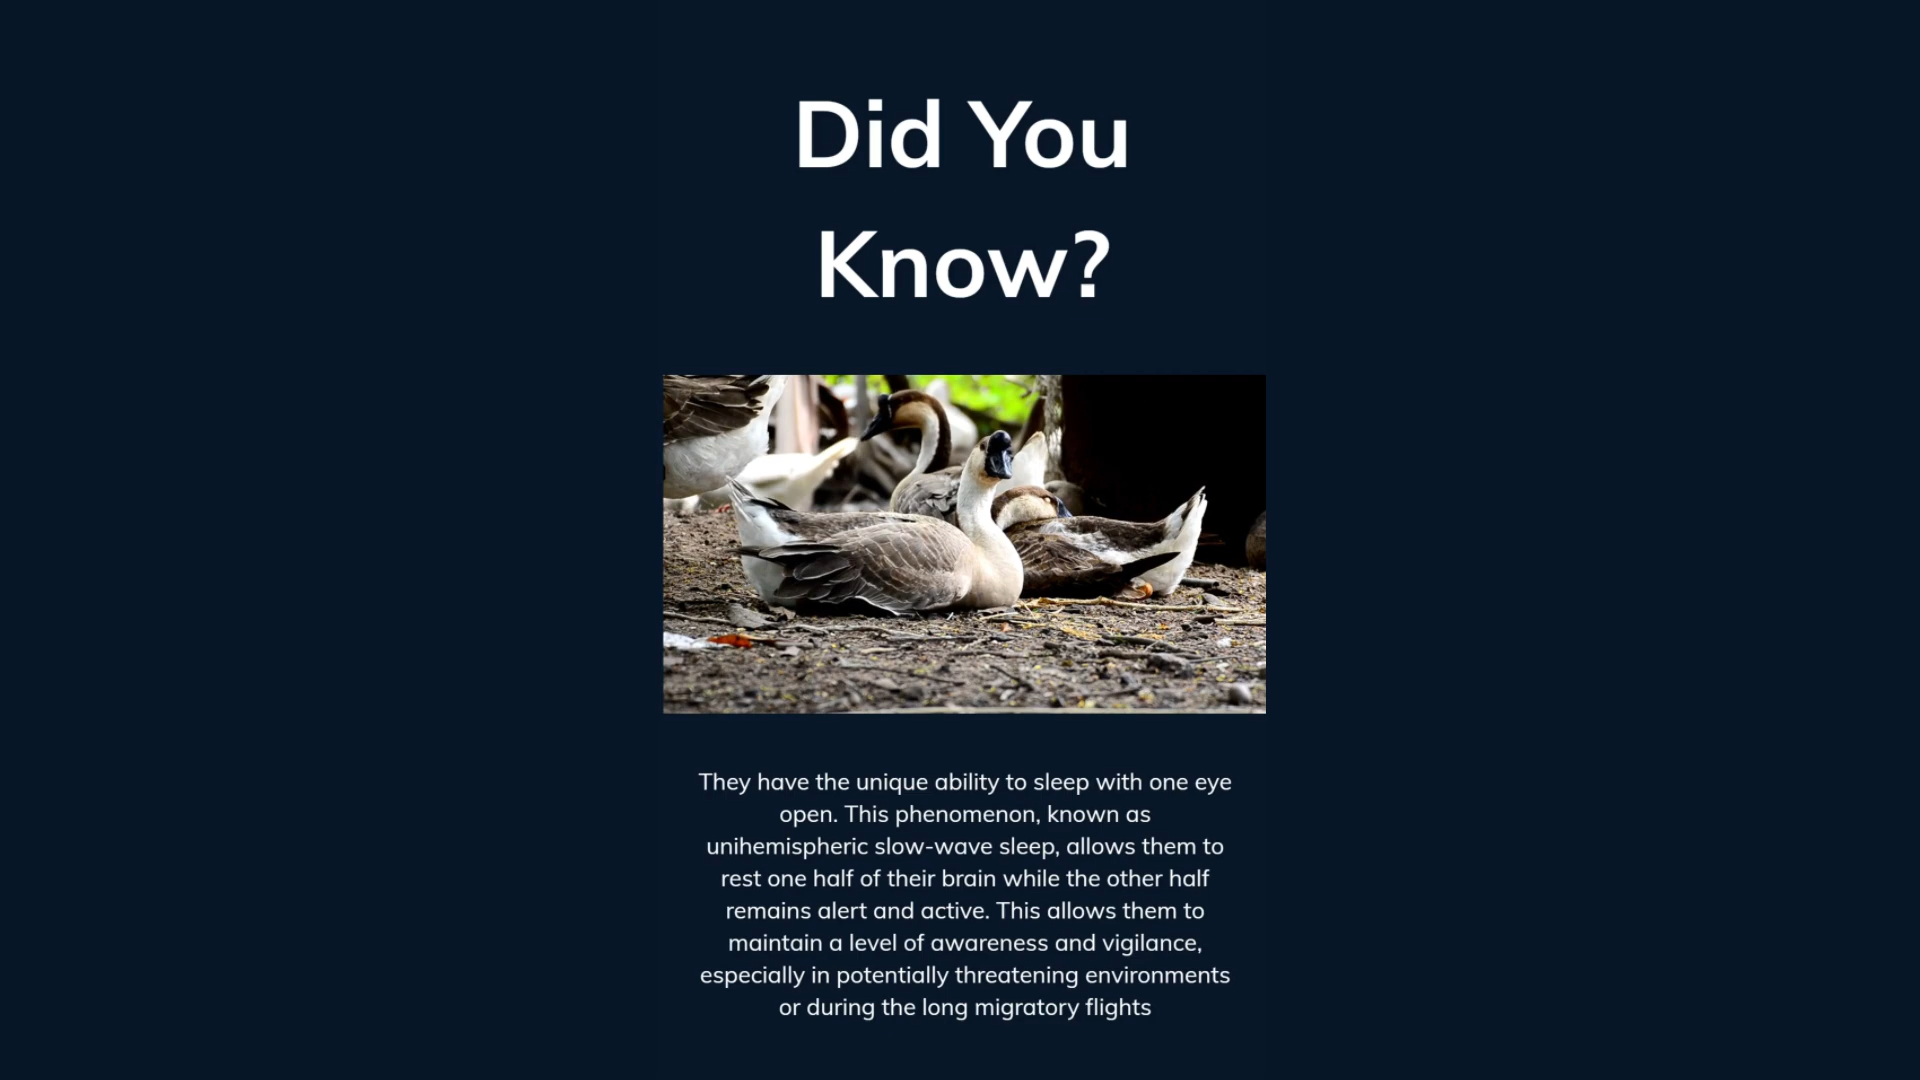 Did You
Know?
They have the unique ability to sleep with one eye
open. This phenomenon, known as
unihemispheric slow-wave sleep, allows them to
rest one half of their brain while the other half
remains alert and active. This allows them to
maintain a level of awareness and vigilance,
especially in potentially threatening environments
or during the long migratory flights